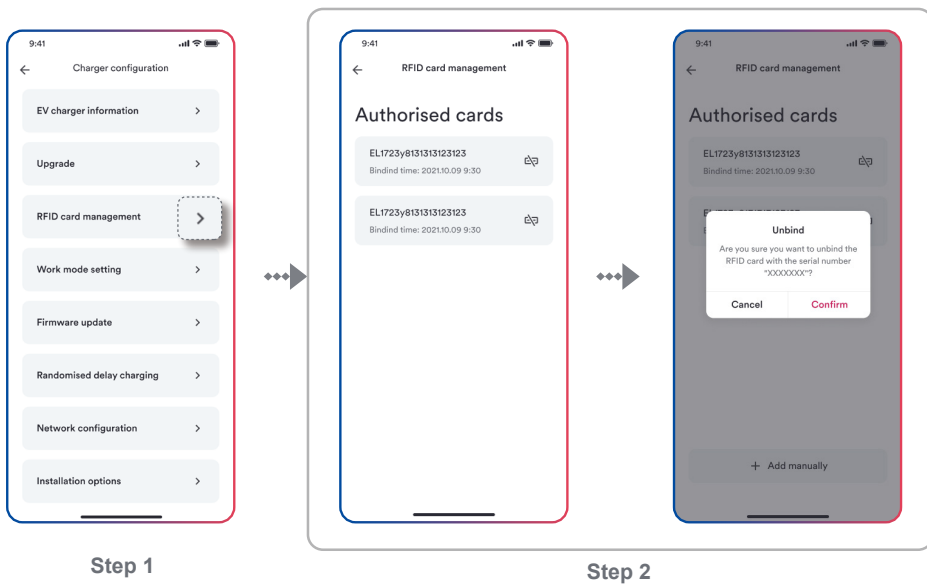 9:41
Charger configuration
EV charger information
Upgrade
RFID card management
Work mode setting
Firmware update
Randomised delay charging
Network configuration
Installation options
Step 1
9:41
RFID card management
Authorised cards
EL1723y8131313123123
Bindind time: 2021.10.09 9:30
EL1723y8131313123123
Bindind time: 2021.10.09 9:30
9:41
RFID card management
Authorised cards
EL1723y8131313123123
Bindind time: 2021.10.09 9:30
Unbind
Are you sure you want to unbind the
RFID card with the serial number
"XXXXXXX"?
Cancel Confirm
+ Add manually
Step 2